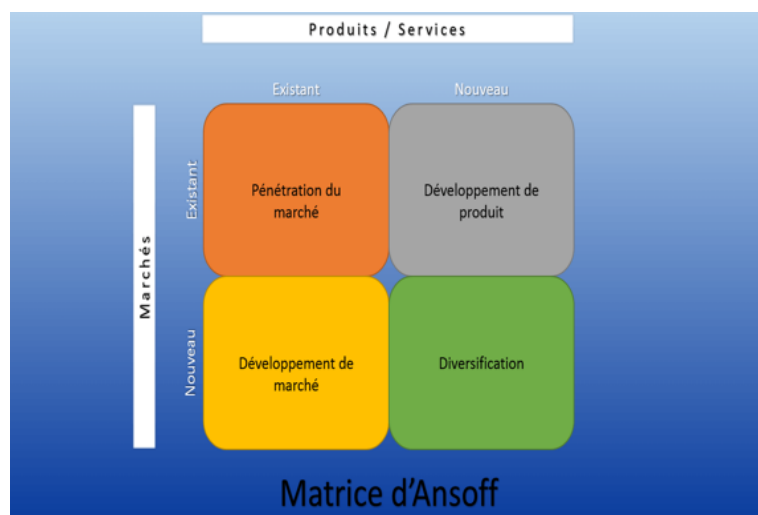 Produits / Services
Existant
Nouveau
Marchés
Existant
Pénétration du
marché
Développement de
produit
Nouveau
Développement de
marché
Diversification
Matrice d'Ansoff